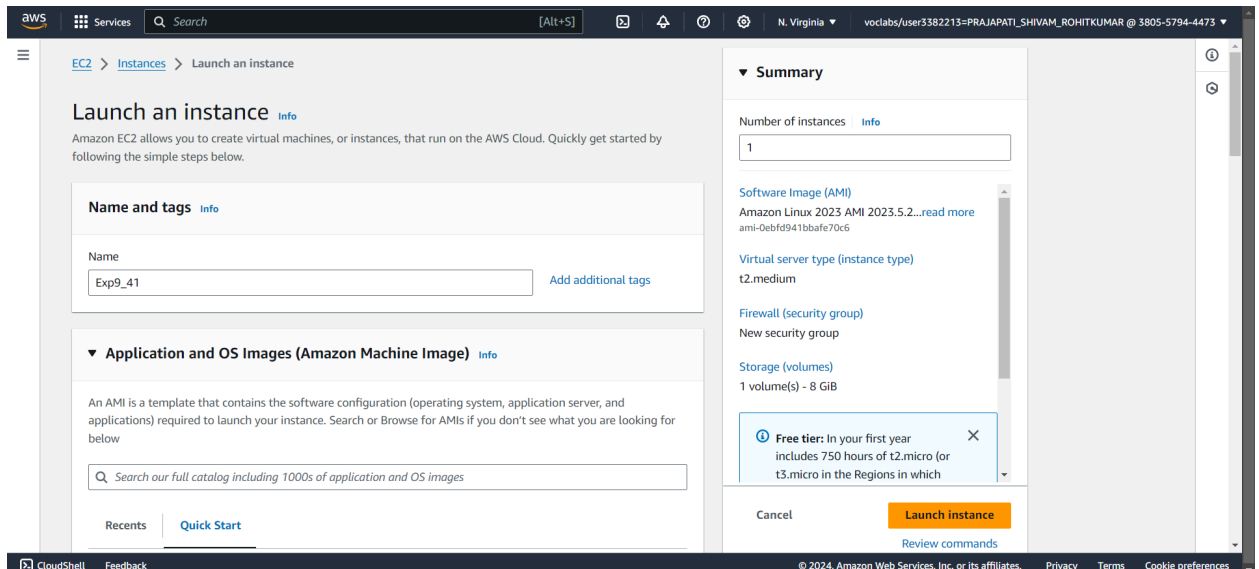 aws
Services
Search
[Alt+S]
N. Virginia
voclabs/user3382213=PRAJAPATI_SHIVAM_ROHITKUMAR @ 3805-5794-4473
EC2 > Instances > Launch an instance
Launch an instance Info
Amazon EC2 allows you to create virtual machines, or instances, that run on the AWS Cloud. Quickly get started by
following the simple steps below.
Name and tags Info
Name
Exp9_41
Add additional tags
Application and OS Images (Amazon Machine Image) Info
An AMI is a template that contains the software configuration (operating system, application server, and
applications) required to launch your instance. Search or Browse for AMIs if you don't see what you are looking for
below
Search our full catalog including 1000s of application and OS images
Recents
Quick Start
Summary
Number of instances Info
1
Software Image (AMI)
Amazon Linux 2023 AMI 2023.5.2...read more
ami-0ebfd941bbafe70c6
Virtual server type (instance type)
t2.medium
Firewall (security group)
New security group
Storage (volumes)
1 volume(s) - 8 GiB
Free tier: In your first year
includes 750 hours of t2.micro (or
t3.micro in the Regions in which
Cancel
Launch instance
Review commands
CloudShell
Feedback
© 2024, Amazon Web Services, Inc. or its affiliates.
Privacy
Terms
Cookie preferences